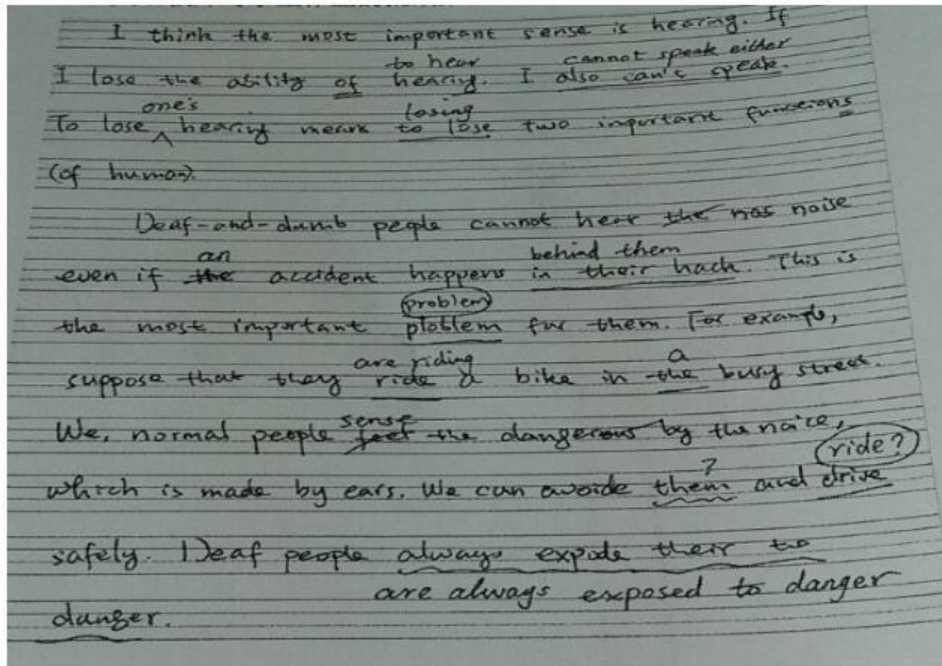 I think the most important sense is hearing. If
to hear cannot speak either
I lose the ability of hearing. I also can't speak.
one's losing
To lose hearing means to lose two important functions
(of human).
Deaf-and-dumb people cannot hear the nos noise
an behind them
even if the accident happens in their back. This is
problem
the most important ploblem for them. For example,
are riding a
suppose that they ride a bike in the busy street.
sense
We, normal people feel the dangerous by the noice,
ride?
?
which is made by cars. We can avoide them and drive
safely. Deaf people always expode their to
are always exposed to danger
danger.